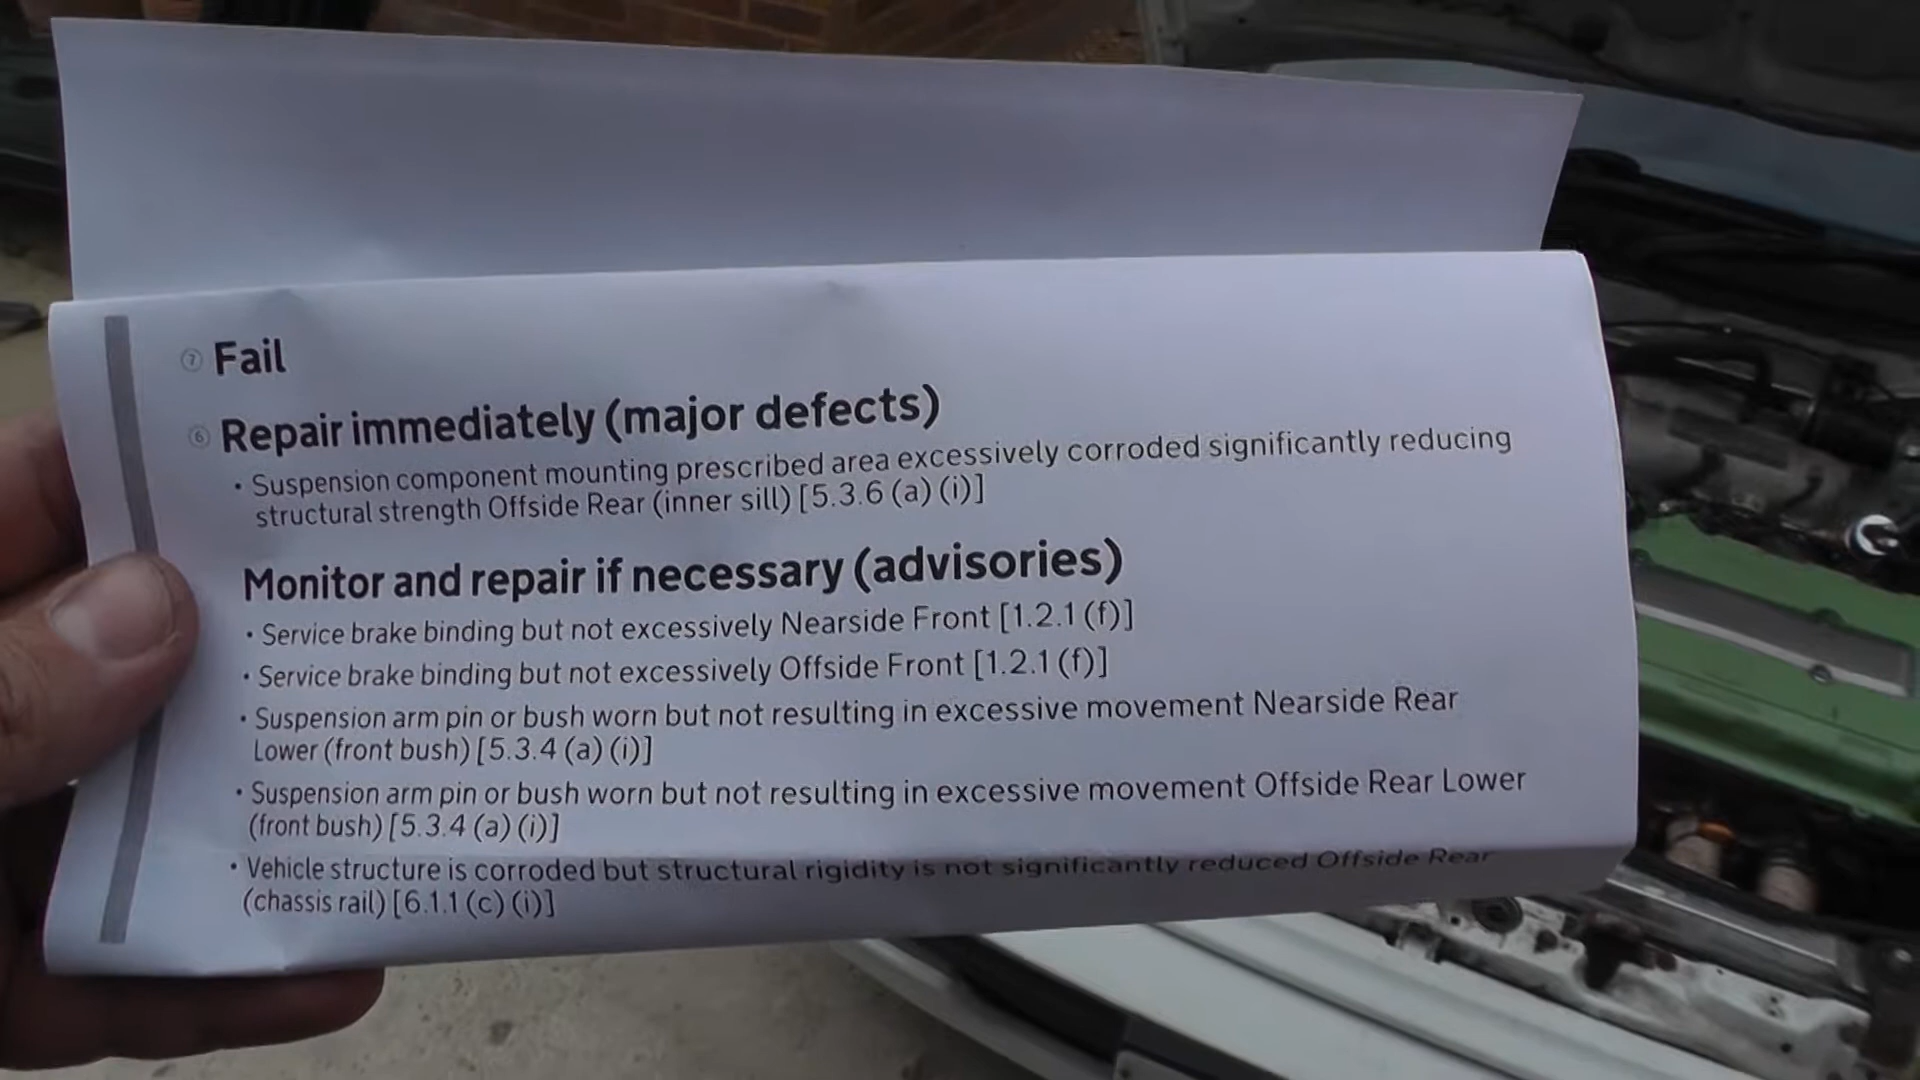 7 Fail
6 Repair immediately (major defects)
• Suspension component mounting prescribed area excessively corroded significantly reducing
structural strength Offside Rear (inner sill) [5.3.6 (a) (i)]
Monitor and repair if necessary (advisories)
• Service brake binding but not excessively Nearside Front [1.2.1 (f)]
• Service brake binding but not excessively Offside Front [1.2.1 (f)]
• Suspension arm pin or bush worn but not resulting in excessive movement Nearside Rear
Lower (front bush) [5.3.4 (a) (i)]
• Suspension arm pin or bush worn but not resulting in excessive movement Offside Rear Lower
(front bush) [5.3.4 (a) (i)]
• Vehicle structure is corroded but structural rigidity is not significantly reduced Offside Rear
(chassis rail) [6.1.1 (c) (i)]